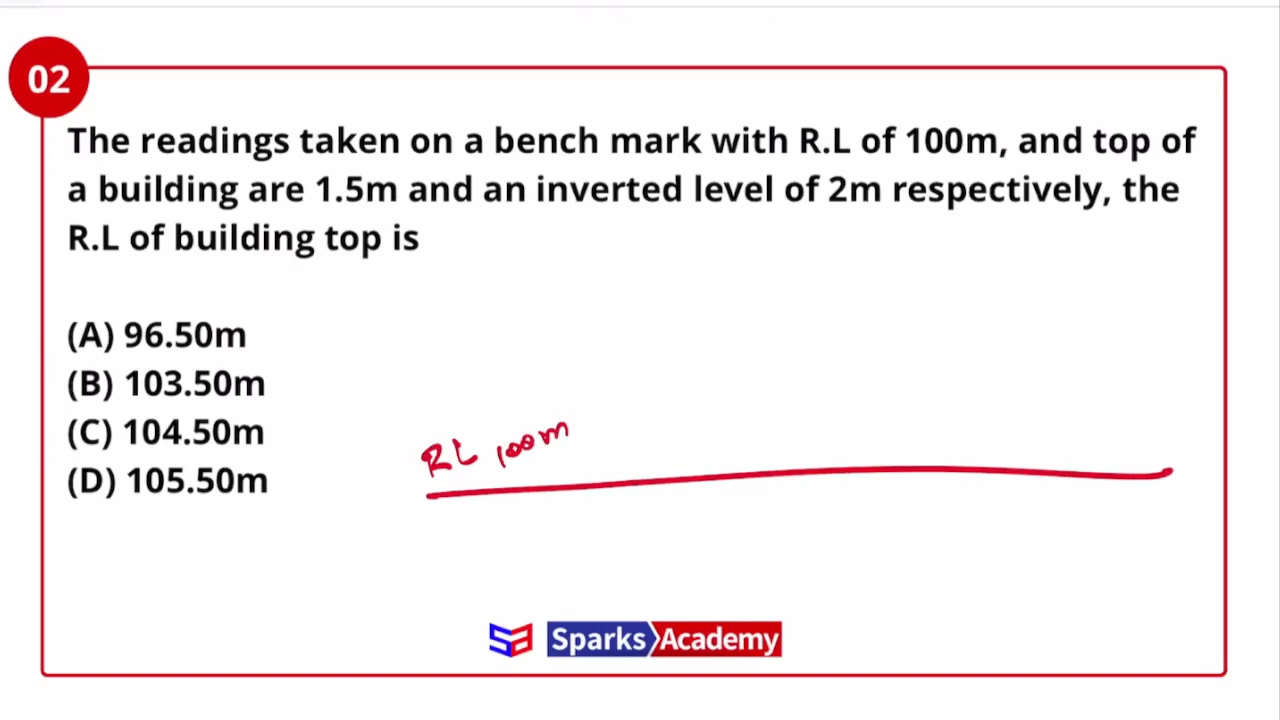 02
The readings taken on a bench mark with R.L of 100m, and top of
a building are 1.5m and an inverted level of 2m respectively, the
R.L of building top is
(A) 96.50m
(B) 103.50m
(C) 104.50m
(D) 105.50m
RL 100m
SA Sparks Academy